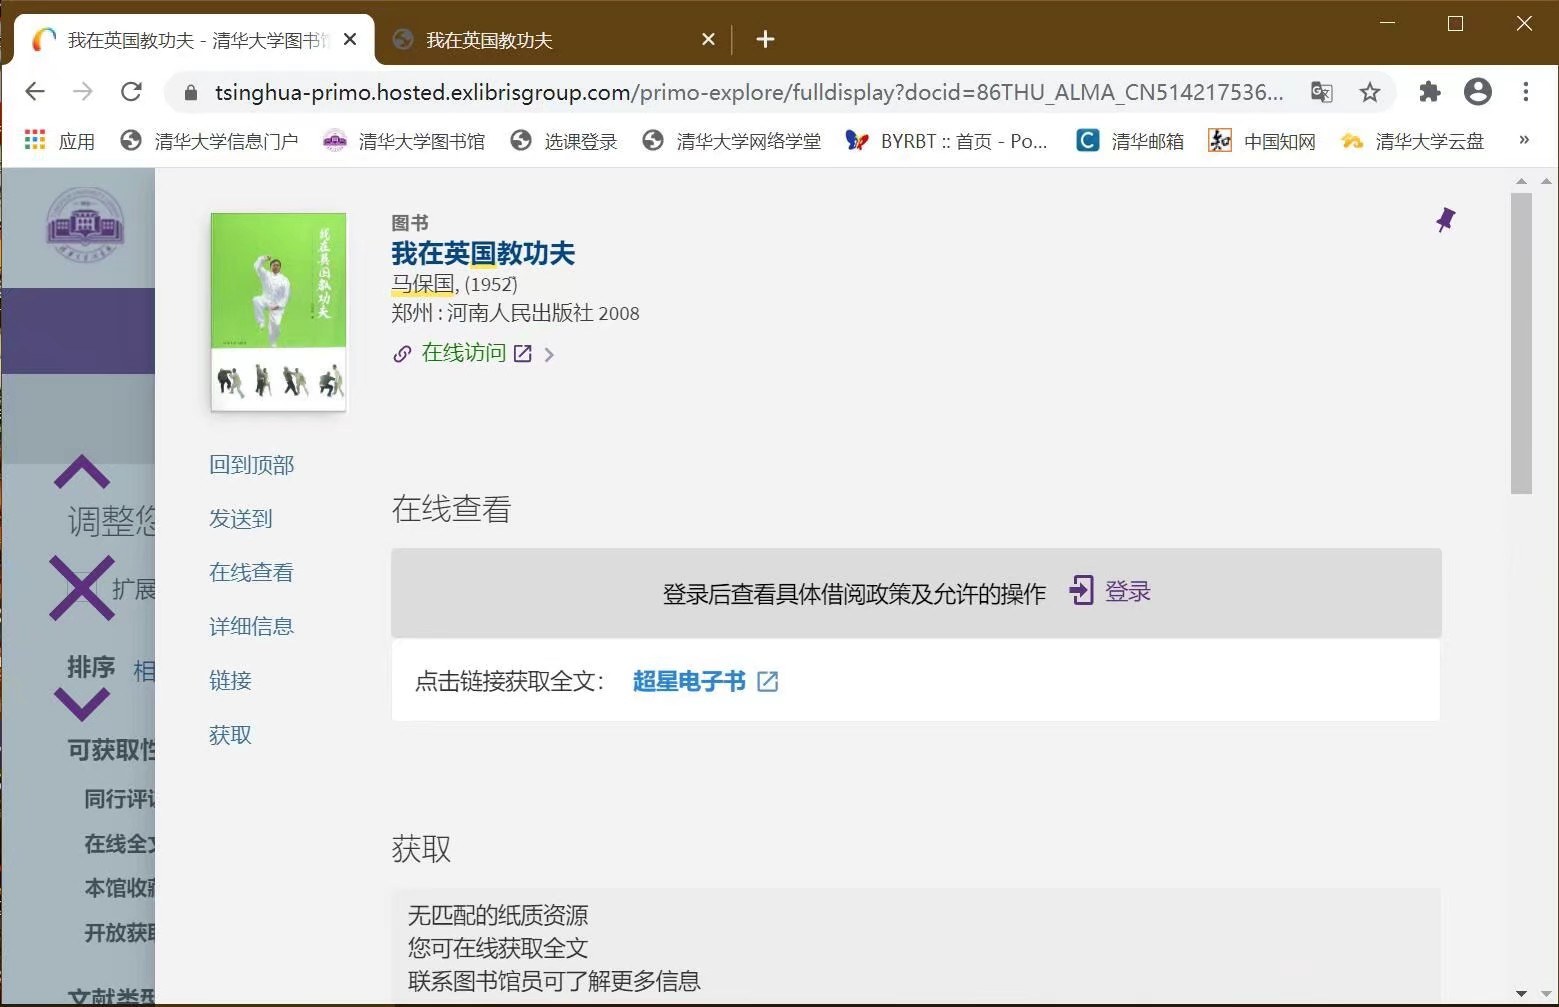 我在英国教功夫 - 清华大学图书馆
我在英国教功夫
tsinghua-primo.hosted.exlibrisgroup.com/primo-explore/fulldisplay?docid=86THU_ALMA_CN514217536...
应用
清华大学信息门户
清华大学图书馆
选课登录
清华大学网络学堂
BYRBT :: 首页 - Po...
清华邮箱
中国知网
清华大学云盘
»
我在英国教功夫
图书
我在英国教功夫
马保国, (1952-)
郑州 : 河南人民出版社 2008
在线访问
回到顶部
发送到
在线查看
详细信息
链接
获取
调整您
扩展
排序 相
可获取性
同行评
在线全
本馆收
开放获
文献类型
在线查看
登录后查看具体借阅政策及允许的操作 登录
点击链接获取全文： 超星电子书
获取
无匹配的纸质资源
您可在线获取全文
联系图书馆员可了解更多信息